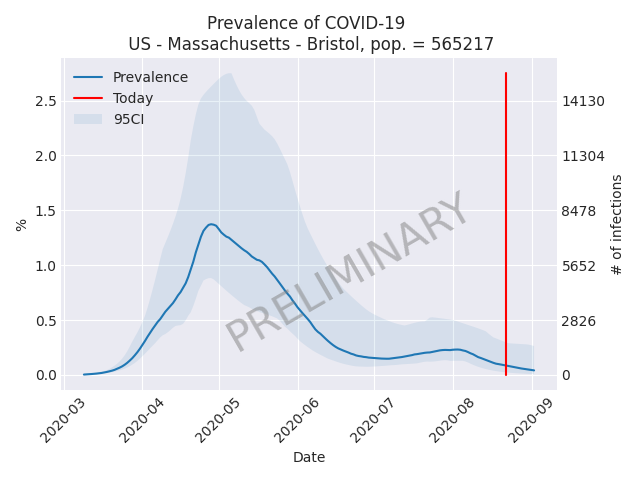 Prevalence of COVID-19
US - Massachusetts - Bristol, pop. = 565217
Prevalence
Today
95CI
2.5
2.0
1.5
1.0
0.5
0.0
%
14130
11304
8478
5652
2826
0
# of infections
PRELIMINARY
2020-03
2020-04
2020-05
2020-06
2020-07
2020-08
2020-09
Date